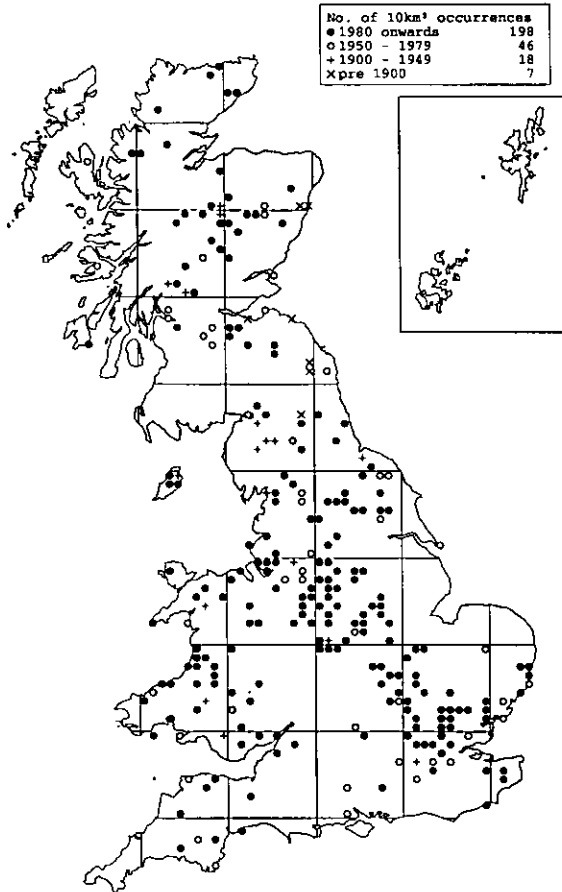 No. of 10km² occurrences
● 1980 onwards 198
o 1950 - 1979 46
+ 1900 - 1949 18
× pre 1900 7